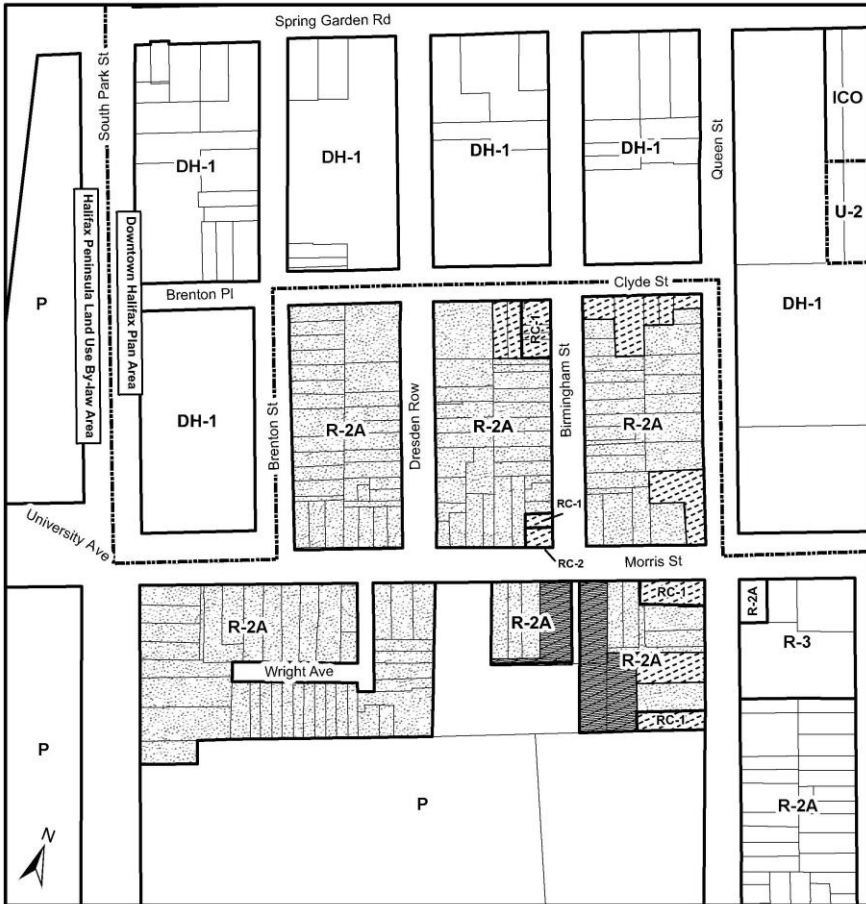 Spring Garden Rd
South Park St
ICO
DH-1
DH-1
DH-1
DH-1
Queen St
U-2
Halifax Peninsula Land Use By-law Area
Downtown Halifax Plan Area
P
Brenton Pl
Clyde St
DH-1
DH-1
RC-1
Brenton St
Dresden Row
Birmingham St
R-2A
R-2A
R-2A
University Ave
RC-1
RC-2
Morris St
R-2A
R-2A
RC-1
R-2A
R-3
R-2A
Wright Ave
RC-1
P
P
R-2A
N